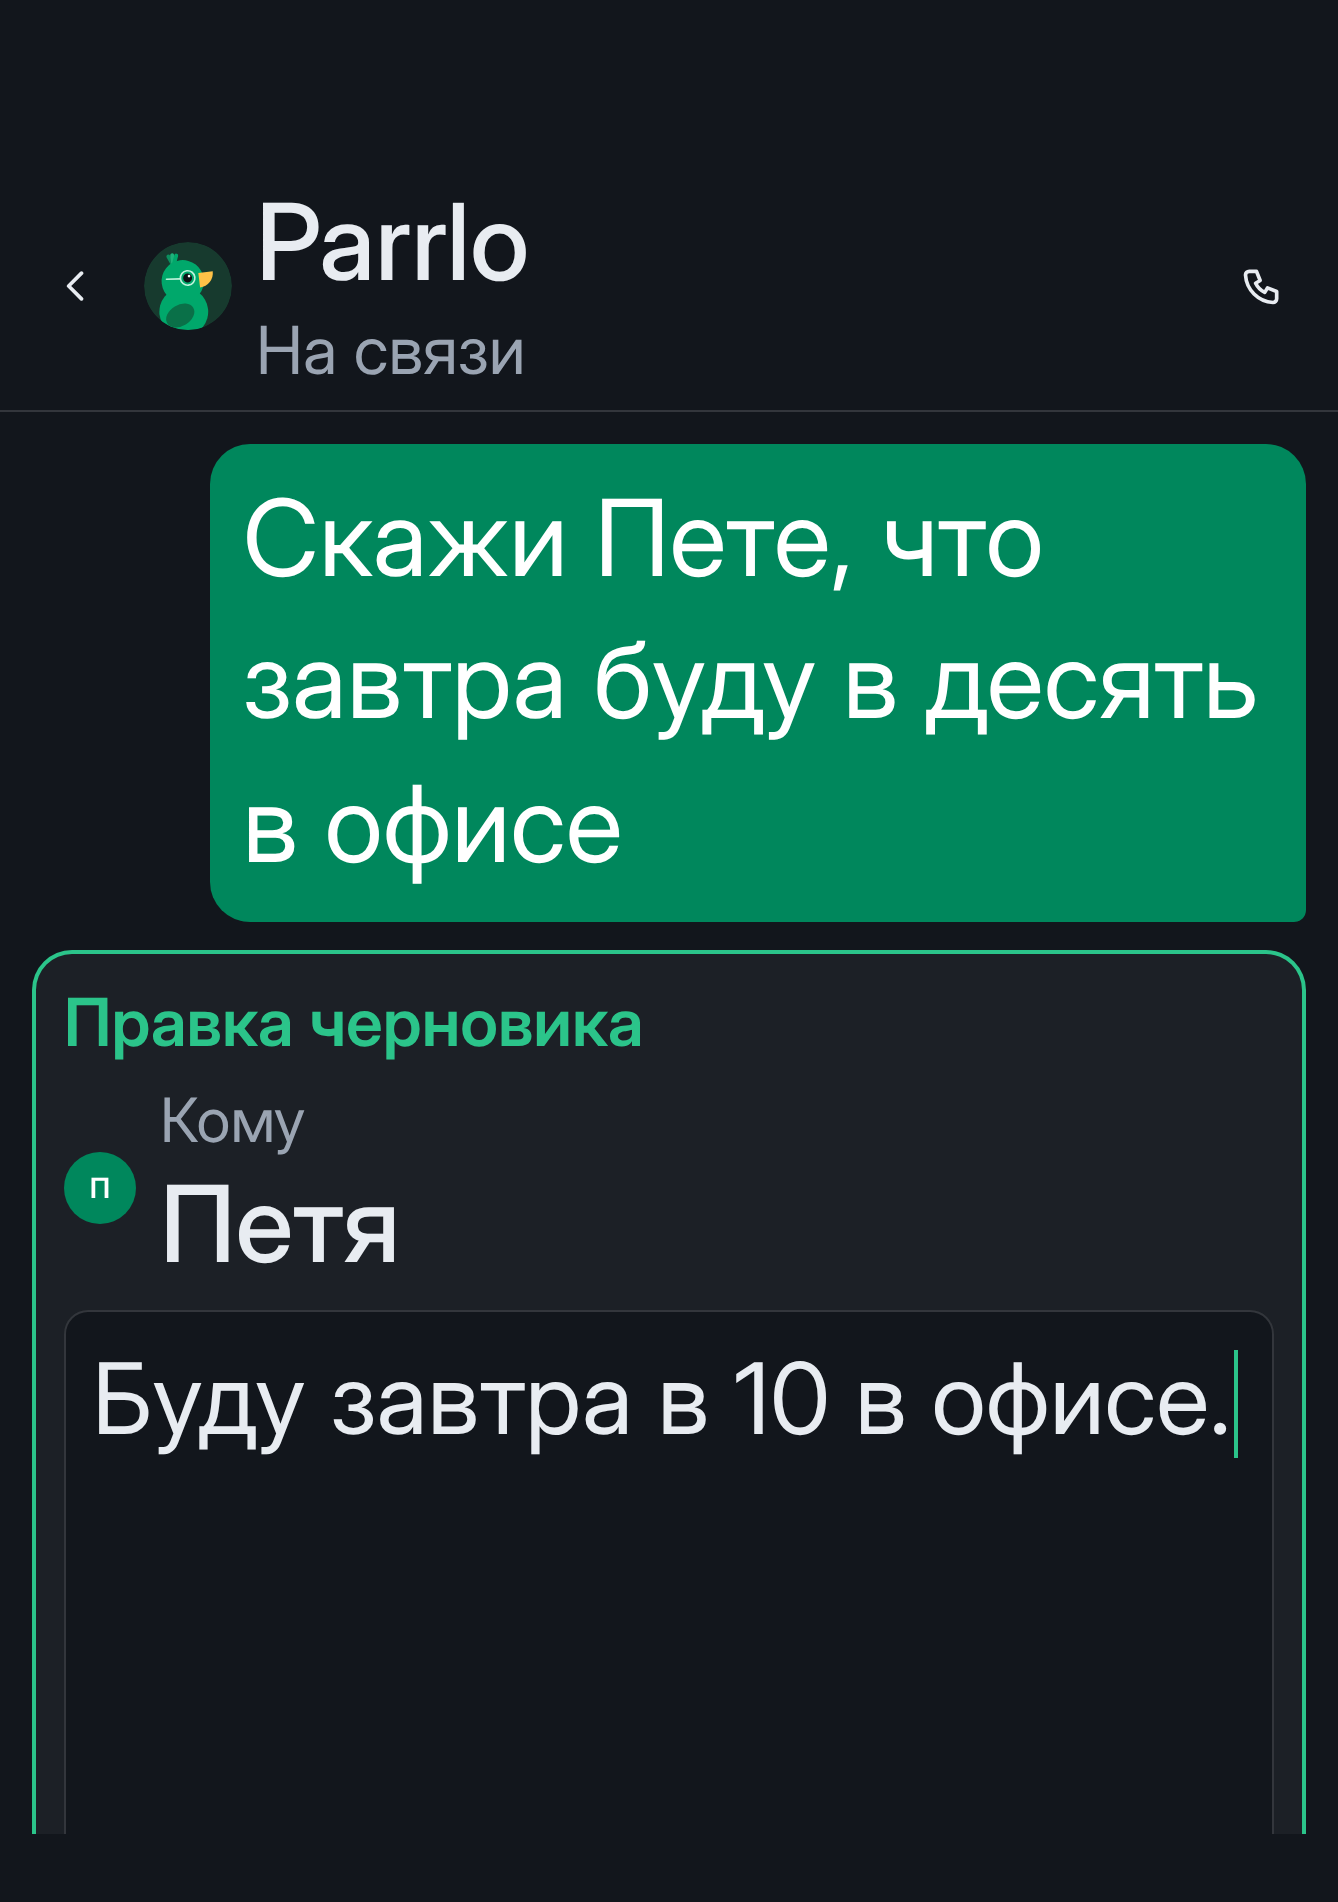 Parrlo
На связи
Скажи Пете, что
завтра буду в десять
в офисе
Правка черновика
Кому
П
Петя
Буду завтра в 10 в офисе.